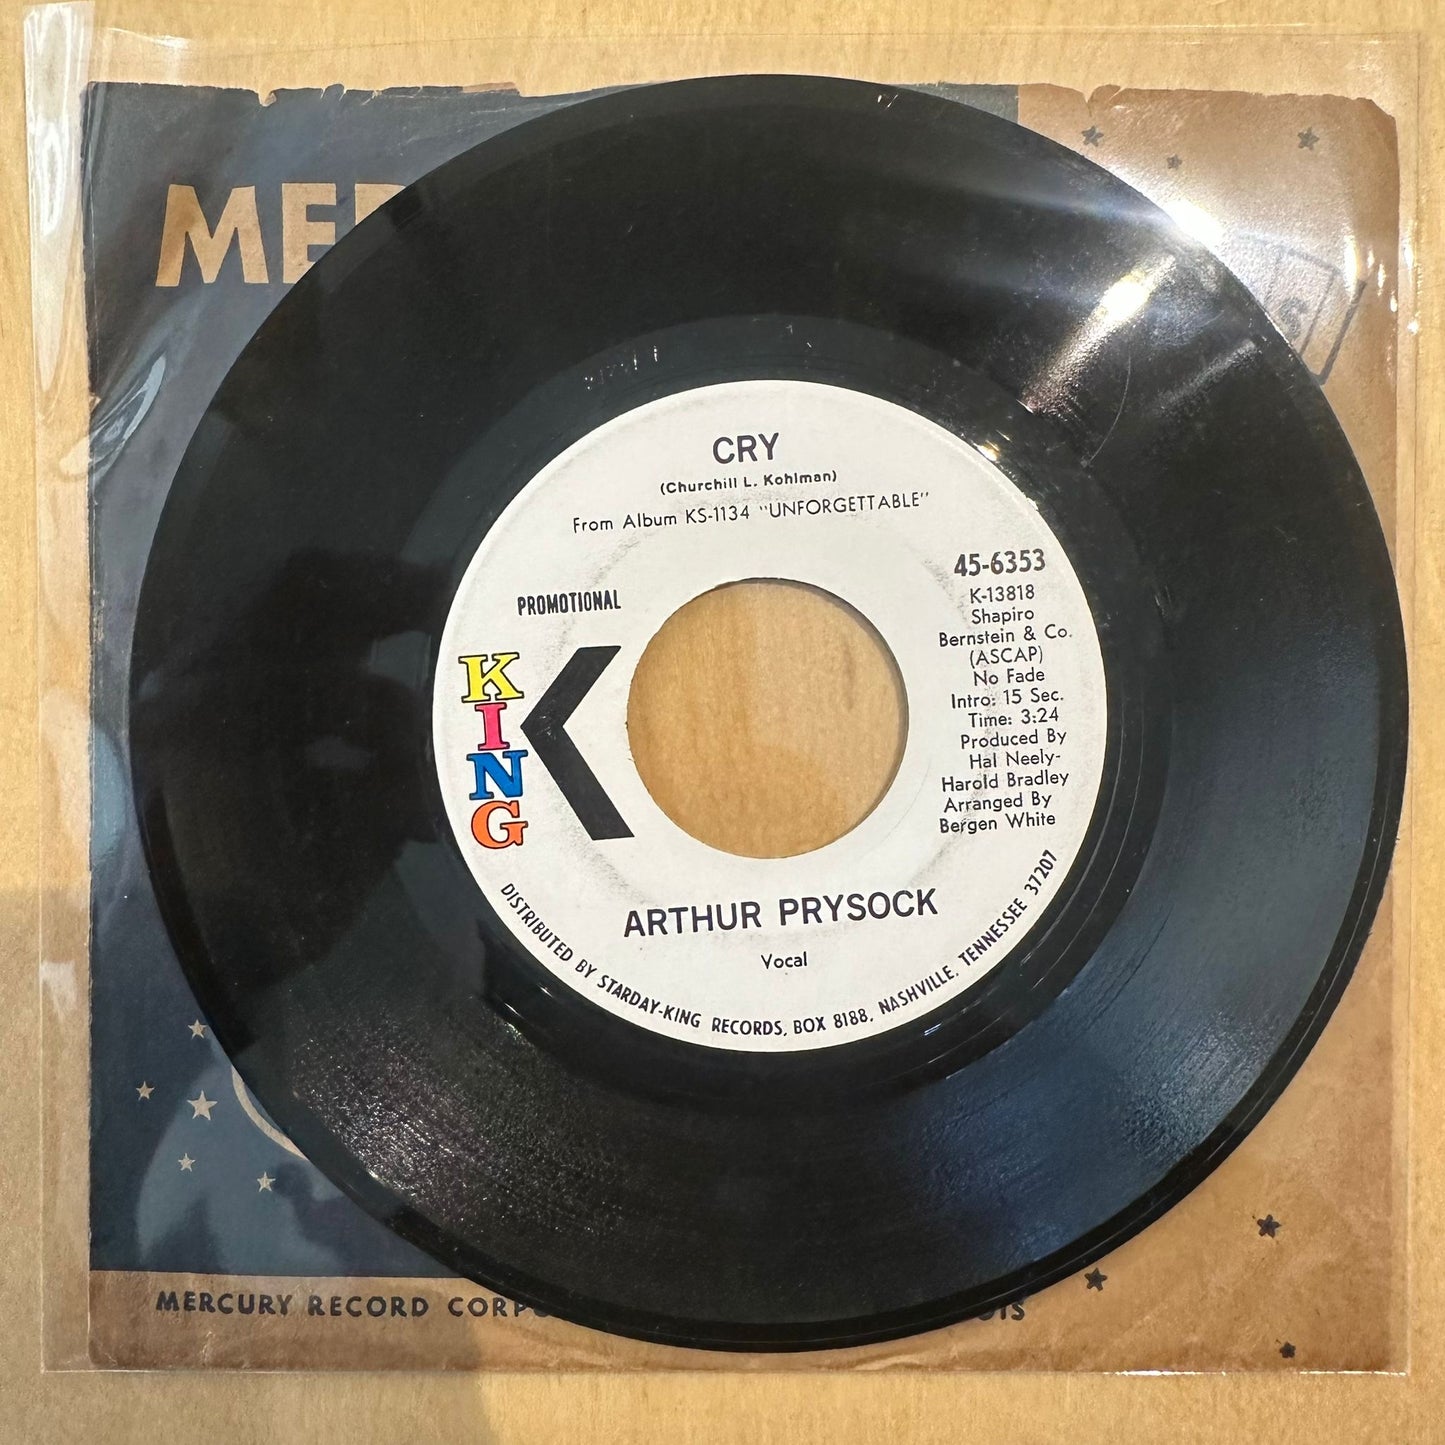 CRY
(Churchill L. Kohlman)
From Album KS-1134 "UNFORGETTABLE"
45-6353
K-13818
Shapiro
Bernstein & Co.
(ASCAP)
No Fade
Intro: 15 Sec.
Time: 3:24
Produced By
Hal Neely-
Harold Bradley
Arranged By
Bergen White
PROMOTIONAL
KING
K
ARTHUR PRYSOCK
Vocal
DISTRIBUTED BY STARDAY-KING RECORDS, BOX 8188, NASHVILLE, TENNESSEE 37207
MERCURY RECORD